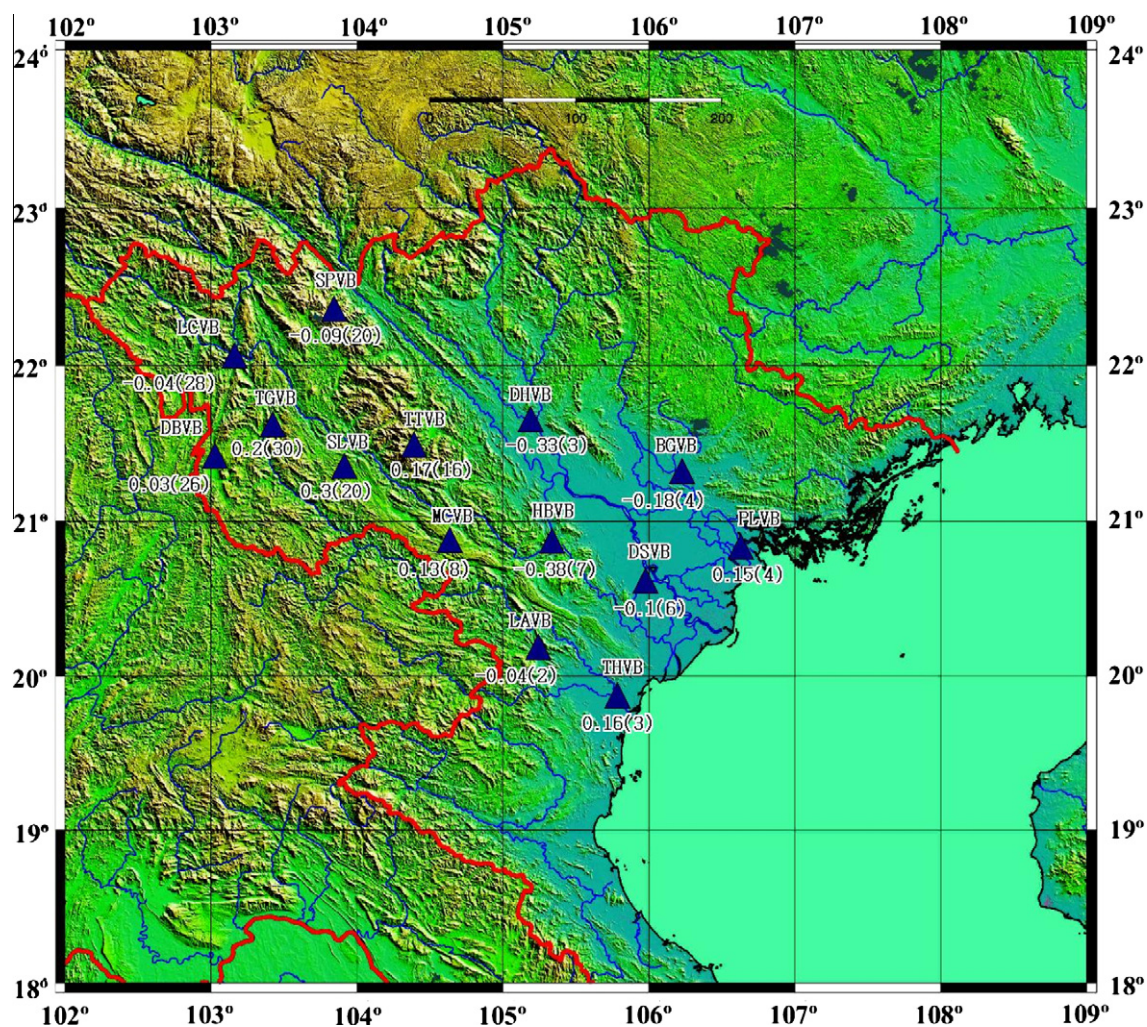 102° 103° 104° 105° 106° 107° 108° 109°
24° 24°
0 100 200
23° 23°
SPVB
-0.09(20)
LCVB
22° 22°
-0.04(28)
TGVB
DHVB
DBVB
0.2(30)
SLVB
TTVB
-0.33(3)
BGVB
0.03(26)
0.3(20)
0.17(16)
-0.18(4)
21° 21°
MCVB
HBVB
PLVB
0.13(8)
-0.38(7)
DSVB
0.15(4)
-0.1(6)
LAVB
20° 20°
-0.04(2)
THVB
0.16(3)
19° 19°
18° 18°
102° 103° 104° 105° 106° 107° 108° 109°